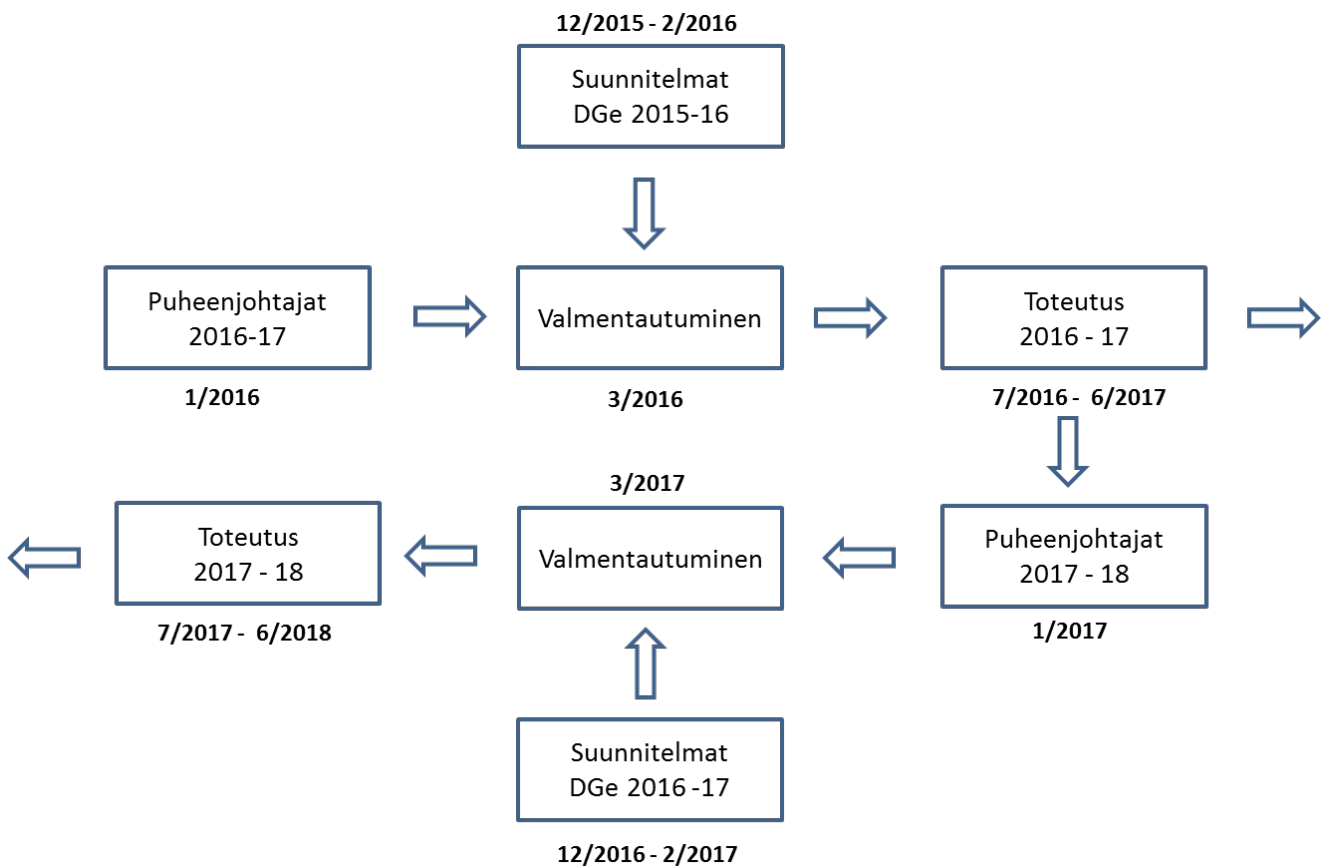 12/2015 - 2/2016
Suunnitelmat
DGe 2015-16
Puheenjohtajat
2016-17
1/2016
Valmentautuminen
3/2016
Toteutus
2016 - 17
7/2016 - 6/2017
Toteutus
2017 - 18
7/2017 - 6/2018
3/2017
Valmentautuminen
Puheenjohtajat
2017 - 18
1/2017
Suunnitelmat
DGe 2016 -17
12/2016 - 2/2017